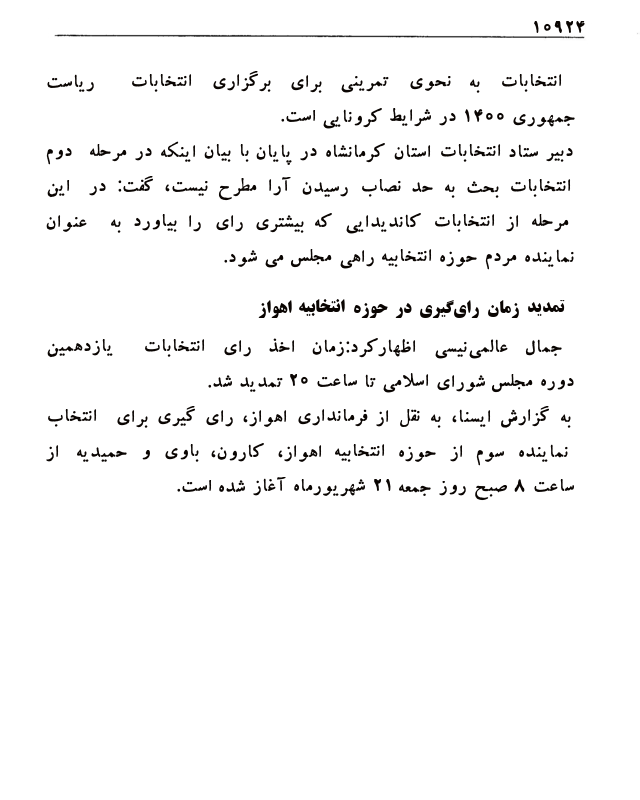 ۱۰۹۲۴
انتخابات به نحوی تمرینی برای برگزاری انتخابات ریاست
جمهوری ۱۴۰۰ در شرایط کرونایی است.
دبیر ستاد انتخابات استان کرمانشاه در پایان با بیان اینکه در مرحله دوم
انتخابات بحث به حد نصاب رسیدن آرا مطرح نیست، گفت: در این
مرحله از انتخابات کاندیدایی که بیشتری رای را بیاورد به عنوان
نماینده مردم حوزه انتخابیه راهی مجلس می شود.
تمدید زمان رای‌گیری در حوزه انتخابیه اهواز
جمال عالمی‌نیسی اظهارکرد:زمان اخذ رای انتخابات یازدهمین
دوره مجلس شورای اسلامی تا ساعت ۲۰ تمدید شد.
به گزارش ایسنا، به نقل از فرمانداری اهواز، رای گیری برای انتخاب
نماینده سوم از حوزه انتخابیه اهواز، کارون، باوی و حمیدیه از
ساعت ۸ صبح روز جمعه ۲۱ شهریورماه آغاز شده است.